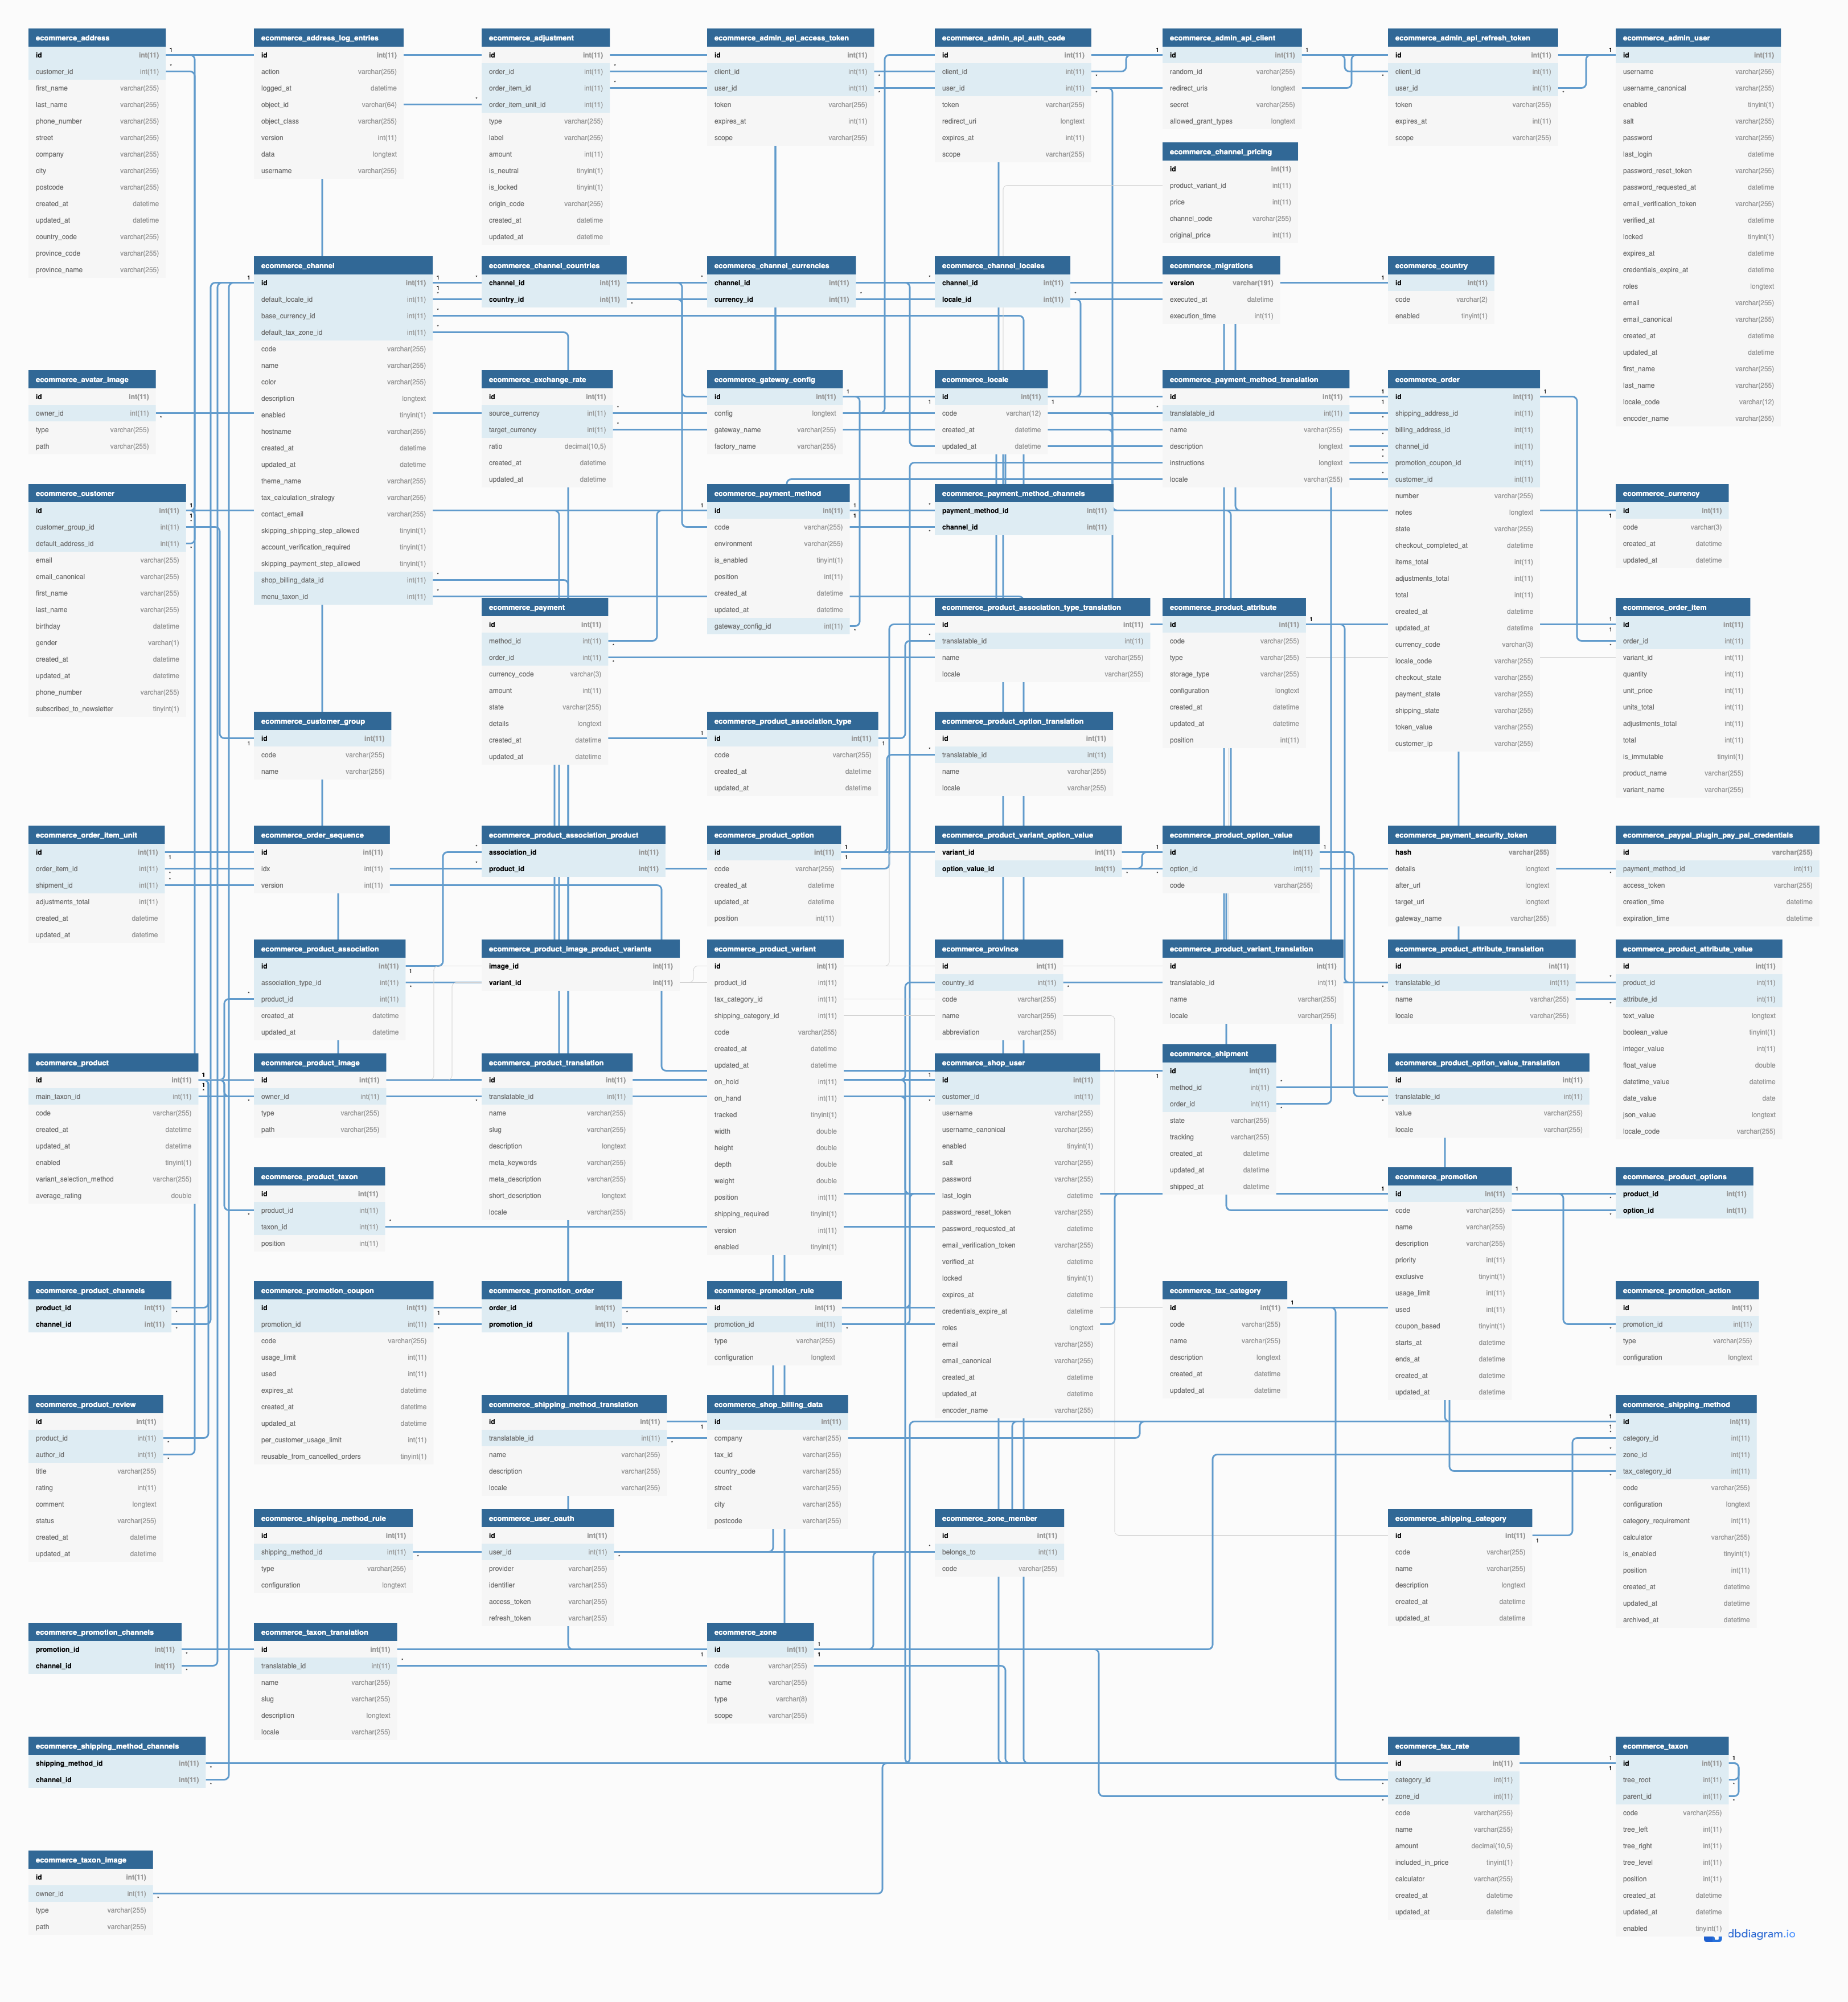 ecommerce_address
id int(11)
customer_id int(11)
first_name varchar(255)
last_name varchar(255)
phone_number varchar(255)
street varchar(255)
company varchar(255)
city varchar(255)
postcode varchar(255)
created_at datetime
updated_at datetime
country_code varchar(255)
province_code varchar(255)
province_name varchar(255)
ecommerce_address_log_entries
id int(11)
action varchar(255)
logged_at datetime
object_id varchar(64)
object_class varchar(255)
version int(11)
data longtext
username varchar(255)
ecommerce_adjustment
id int(11)
order_id int(11)
order_item_id int(11)
order_item_unit_id int(11)
type varchar(255)
label varchar(255)
amount int(11)
is_neutral tinyint(1)
is_locked tinyint(1)
origin_code varchar(255)
created_at datetime
updated_at datetime
ecommerce_admin_api_access_token
id int(11)
client_id int(11)
user_id int(11)
token varchar(255)
expires_at int(11)
scope varchar(255)
ecommerce_admin_api_auth_code
id int(11)
client_id int(11)
user_id int(11)
token varchar(255)
redirect_uri longtext
expires_at int(11)
scope varchar(255)
ecommerce_admin_api_client
id int(11)
random_id varchar(255)
redirect_uris longtext
secret varchar(255)
allowed_grant_types longtext
ecommerce_admin_api_refresh_token
id int(11)
client_id int(11)
user_id int(11)
token varchar(255)
expires_at int(11)
scope varchar(255)
ecommerce_admin_user
id int(11)
username varchar(255)
username_canonical varchar(255)
enabled tinyint(1)
salt varchar(255)
password varchar(255)
last_login datetime
password_reset_token varchar(255)
password_requested_at datetime
email_verification_token varchar(255)
verified_at datetime
locked tinyint(1)
expires_at datetime
credentials_expire_at datetime
roles longtext
email varchar(255)
email_canonical varchar(255)
created_at datetime
updated_at datetime
first_name varchar(255)
last_name varchar(255)
locale_code varchar(12)
encoder_name varchar(255)
ecommerce_channel_pricing
id int(11)
product_variant_id int(11)
price int(11)
channel_code varchar(255)
original_price int(11)
ecommerce_channel
id int(11)
default_locale_id int(11)
base_currency_id int(11)
default_tax_zone_id int(11)
code varchar(255)
name varchar(255)
color varchar(255)
description longtext
enabled tinyint(1)
hostname varchar(255)
created_at datetime
updated_at datetime
theme_name varchar(255)
tax_calculation_strategy varchar(255)
contact_email varchar(255)
skipping_shipping_step_allowed tinyint(1)
account_verification_required tinyint(1)
skipping_payment_step_allowed tinyint(1)
shop_billing_data_id int(11)
menu_taxon_id int(11)
ecommerce_channel_countries
channel_id int(11)
country_id int(11)
ecommerce_channel_currencies
channel_id int(11)
currency_id int(11)
ecommerce_channel_locales
channel_id int(11)
locale_id int(11)
ecommerce_migrations
version varchar(191)
executed_at datetime
execution_time int(11)
ecommerce_country
id int(11)
code varchar(2)
enabled tinyint(1)
ecommerce_avatar_image
id int(11)
owner_id int(11)
type varchar(255)
path varchar(255)
ecommerce_exchange_rate
id int(11)
source_currency int(11)
target_currency int(11)
ratio decimal(10,5)
created_at datetime
updated_at datetime
ecommerce_gateway_config
id int(11)
config longtext
gateway_name varchar(255)
factory_name varchar(255)
ecommerce_locale
id int(11)
code varchar(12)
created_at datetime
updated_at datetime
ecommerce_payment_method_translation
id int(11)
translatable_id int(11)
name varchar(255)
description longtext
instructions longtext
locale varchar(255)
ecommerce_order
id int(11)
shipping_address_id int(11)
billing_address_id int(11)
channel_id int(11)
promotion_coupon_id int(11)
customer_id int(11)
number varchar(255)
notes longtext
state varchar(255)
checkout_completed_at datetime
items_total int(11)
adjustments_total int(11)
total int(11)
created_at datetime
updated_at datetime
currency_code varchar(3)
locale_code varchar(255)
checkout_state varchar(255)
payment_state varchar(255)
shipping_state varchar(255)
token_value varchar(255)
customer_ip varchar(255)
ecommerce_customer
id int(11)
customer_group_id int(11)
default_address_id int(11)
email varchar(255)
email_canonical varchar(255)
first_name varchar(255)
last_name varchar(255)
birthday datetime
gender varchar(1)
created_at datetime
updated_at datetime
phone_number varchar(255)
subscribed_to_newsletter tinyint(1)
ecommerce_payment_method
id int(11)
code varchar(255)
environment varchar(255)
is_enabled tinyint(1)
position int(11)
created_at datetime
updated_at datetime
gateway_config_id int(11)
ecommerce_payment_method_channels
payment_method_id int(11)
channel_id int(11)
ecommerce_currency
id int(11)
code varchar(3)
created_at datetime
updated_at datetime
ecommerce_payment
id int(11)
method_id int(11)
order_id int(11)
currency_code varchar(3)
amount int(11)
state varchar(255)
details longtext
created_at datetime
updated_at datetime
ecommerce_product_association_type_translation
id int(11)
translatable_id int(11)
name varchar(255)
locale varchar(255)
ecommerce_product_attribute
id int(11)
code varchar(255)
type varchar(255)
storage_type varchar(255)
configuration longtext
created_at datetime
updated_at datetime
position int(11)
ecommerce_order_item
id int(11)
order_id int(11)
variant_id int(11)
quantity int(11)
unit_price int(11)
units_total int(11)
adjustments_total int(11)
total int(11)
is_immutable tinyint(1)
product_name varchar(255)
variant_name varchar(255)
ecommerce_customer_group
id int(11)
code varchar(255)
name varchar(255)
ecommerce_product_association_type
id int(11)
code varchar(255)
created_at datetime
updated_at datetime
ecommerce_product_option_translation
id int(11)
translatable_id int(11)
name varchar(255)
locale varchar(255)
ecommerce_order_item_unit
id int(11)
order_item_id int(11)
shipment_id int(11)
adjustments_total int(11)
created_at datetime
updated_at datetime
ecommerce_order_sequence
id int(11)
idx int(11)
version int(11)
ecommerce_product_association_product
association_id int(11)
product_id int(11)
ecommerce_product_option
id int(11)
code varchar(255)
created_at datetime
updated_at datetime
position int(11)
ecommerce_product_variant_option_value
variant_id int(11)
option_value_id int(11)
ecommerce_product_option_value
id int(11)
option_id int(11)
code varchar(255)
ecommerce_payment_security_token
hash varchar(255)
details longtext
after_url longtext
target_url longtext
gateway_name varchar(255)
ecommerce_paypal_plugin_pay_pal_credentials
id varchar(255)
payment_method_id int(11)
access_token varchar(255)
creation_time datetime
expiration_time datetime
ecommerce_product_association
id int(11)
association_type_id int(11)
product_id int(11)
created_at datetime
updated_at datetime
ecommerce_product_image_product_variants
image_id int(11)
variant_id int(11)
ecommerce_product_variant
id int(11)
product_id int(11)
tax_category_id int(11)
shipping_category_id int(11)
code varchar(255)
created_at datetime
updated_at datetime
on_hold int(11)
on_hand int(11)
tracked tinyint(1)
width double
height double
depth double
weight double
position int(11)
shipping_required tinyint(1)
version int(11)
enabled tinyint(1)
ecommerce_province
id int(11)
country_id int(11)
code varchar(255)
name varchar(255)
abbreviation varchar(255)
ecommerce_product_variant_translation
id int(11)
translatable_id int(11)
name varchar(255)
locale varchar(255)
ecommerce_product_attribute_translation
id int(11)
translatable_id int(11)
name varchar(255)
locale varchar(255)
ecommerce_product_attribute_value
id int(11)
product_id int(11)
attribute_id int(11)
text_value longtext
boolean_value tinyint(1)
integer_value int(11)
float_value double
datetime_value datetime
date_value date
json_value longtext
locale_code varchar(255)
ecommerce_product
id int(11)
main_taxon_id int(11)
code varchar(255)
created_at datetime
updated_at datetime
enabled tinyint(1)
variant_selection_method varchar(255)
average_rating double
ecommerce_product_image
id int(11)
owner_id int(11)
type varchar(255)
path varchar(255)
ecommerce_product_translation
id int(11)
translatable_id int(11)
name varchar(255)
slug varchar(255)
description longtext
meta_keywords varchar(255)
meta_description varchar(255)
short_description longtext
locale varchar(255)
ecommerce_shop_user
id int(11)
customer_id int(11)
username varchar(255)
username_canonical varchar(255)
enabled tinyint(1)
salt varchar(255)
password varchar(255)
last_login datetime
password_reset_token varchar(255)
password_requested_at datetime
email_verification_token varchar(255)
verified_at datetime
locked tinyint(1)
expires_at datetime
credentials_expire_at datetime
roles longtext
email varchar(255)
email_canonical varchar(255)
created_at datetime
updated_at datetime
encoder_name varchar(255)
ecommerce_shipment
id int(11)
method_id int(11)
order_id int(11)
state varchar(255)
tracking varchar(255)
created_at datetime
updated_at datetime
shipped_at datetime
ecommerce_product_option_value_translation
id int(11)
translatable_id int(11)
value varchar(255)
locale varchar(255)
ecommerce_product_taxon
id int(11)
product_id int(11)
taxon_id int(11)
position int(11)
ecommerce_promotion
id int(11)
code varchar(255)
name varchar(255)
description varchar(255)
priority int(11)
exclusive tinyint(1)
usage_limit int(11)
used int(11)
coupon_based tinyint(1)
starts_at datetime
ends_at datetime
created_at datetime
updated_at datetime
ecommerce_product_options
product_id int(11)
option_id int(11)
ecommerce_product_channels
product_id int(11)
channel_id int(11)
ecommerce_promotion_coupon
id int(11)
promotion_id int(11)
code varchar(255)
usage_limit int(11)
used int(11)
expires_at datetime
created_at datetime
updated_at datetime
per_customer_usage_limit int(11)
reusable_from_cancelled_orders tinyint(1)
ecommerce_promotion_order
order_id int(11)
promotion_id int(11)
ecommerce_promotion_rule
id int(11)
promotion_id int(11)
type varchar(255)
configuration longtext
ecommerce_tax_category
id int(11)
code varchar(255)
name varchar(255)
description longtext
created_at datetime
updated_at datetime
ecommerce_promotion_action
id int(11)
promotion_id int(11)
type varchar(255)
configuration longtext
ecommerce_product_review
id int(11)
product_id int(11)
author_id int(11)
title varchar(255)
rating int(11)
comment longtext
status varchar(255)
created_at datetime
updated_at datetime
ecommerce_shipping_method_translation
id int(11)
translatable_id int(11)
name varchar(255)
description varchar(255)
locale varchar(255)
ecommerce_shop_billing_data
id int(11)
company varchar(255)
tax_id varchar(255)
country_code varchar(255)
street varchar(255)
city varchar(255)
postcode varchar(255)
ecommerce_shipping_method
id int(11)
category_id int(11)
zone_id int(11)
tax_category_id int(11)
code varchar(255)
configuration longtext
category_requirement int(11)
calculator varchar(255)
is_enabled tinyint(1)
position int(11)
created_at datetime
updated_at datetime
archived_at datetime
ecommerce_shipping_method_rule
id int(11)
shipping_method_id int(11)
type varchar(255)
configuration longtext
ecommerce_user_oauth
id int(11)
user_id int(11)
provider varchar(255)
identifier varchar(255)
access_token varchar(255)
refresh_token varchar(255)
ecommerce_zone_member
id int(11)
belongs_to int(11)
code varchar(255)
ecommerce_shipping_category
id int(11)
code varchar(255)
name varchar(255)
description longtext
created_at datetime
updated_at datetime
ecommerce_promotion_channels
promotion_id int(11)
channel_id int(11)
ecommerce_taxon_translation
id int(11)
translatable_id int(11)
name varchar(255)
slug varchar(255)
description longtext
locale varchar(255)
ecommerce_zone
id int(11)
code varchar(255)
name varchar(255)
type varchar(8)
scope varchar(255)
ecommerce_shipping_method_channels
shipping_method_id int(11)
channel_id int(11)
ecommerce_tax_rate
id int(11)
category_id int(11)
zone_id int(11)
code varchar(255)
name varchar(255)
amount decimal(10,5)
included_in_price tinyint(1)
calculator varchar(255)
created_at datetime
updated_at datetime
ecommerce_taxon
id int(11)
tree_root int(11)
parent_id int(11)
code varchar(255)
tree_left int(11)
tree_right int(11)
tree_level int(11)
position int(11)
created_at datetime
updated_at datetime
enabled tinyint(1)
ecommerce_taxon_image
id int(11)
owner_id int(11)
type varchar(255)
path varchar(255)
dbdiagram.io